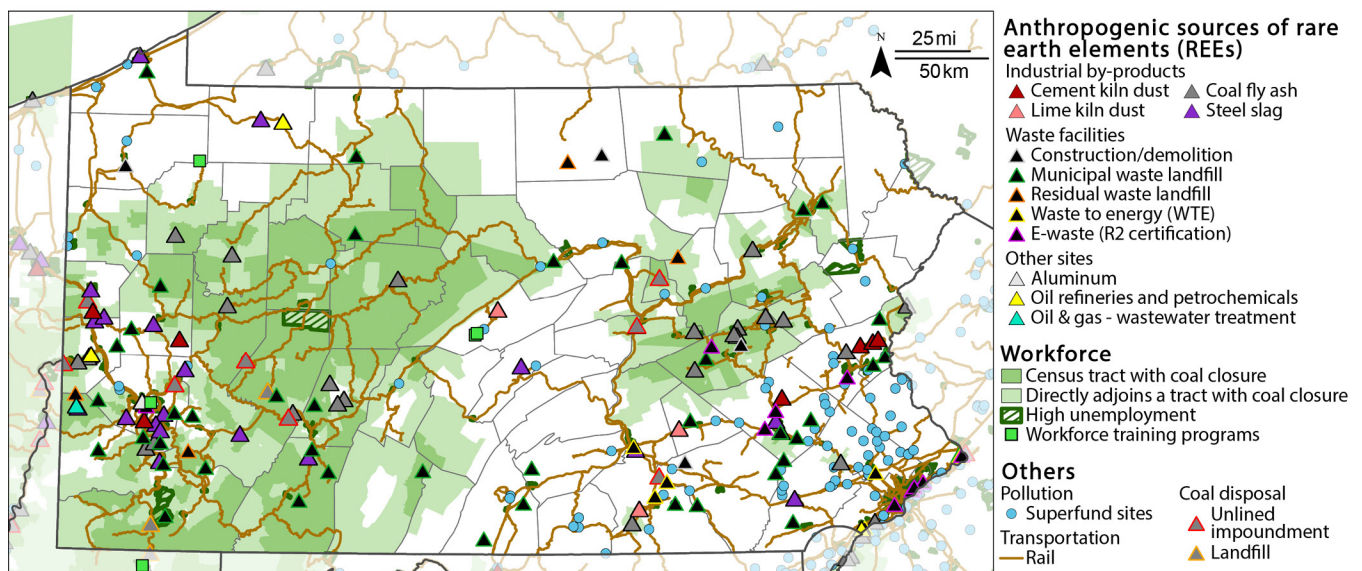 N
25 mi
50 km
Anthropogenic sources of rare
earth elements (REEs)
Industrial by-products
Cement kiln dust
Coal fly ash
Lime kiln dust
Steel slag
Waste facilities
Construction/demolition
Municipal waste landfill
Residual waste landfill
Waste to energy (WTE)
E-waste (R2 certification)
Other sites
Aluminum
Oil refineries and petrochemicals
Oil & gas - wastewater treatment
Workforce
Census tract with coal closure
Directly adjoins a tract with coal closure
High unemployment
Workforce training programs
Others
Pollution
Superfund sites
Transportation
Rail
Coal disposal
Unlined
impoundment
Landfill